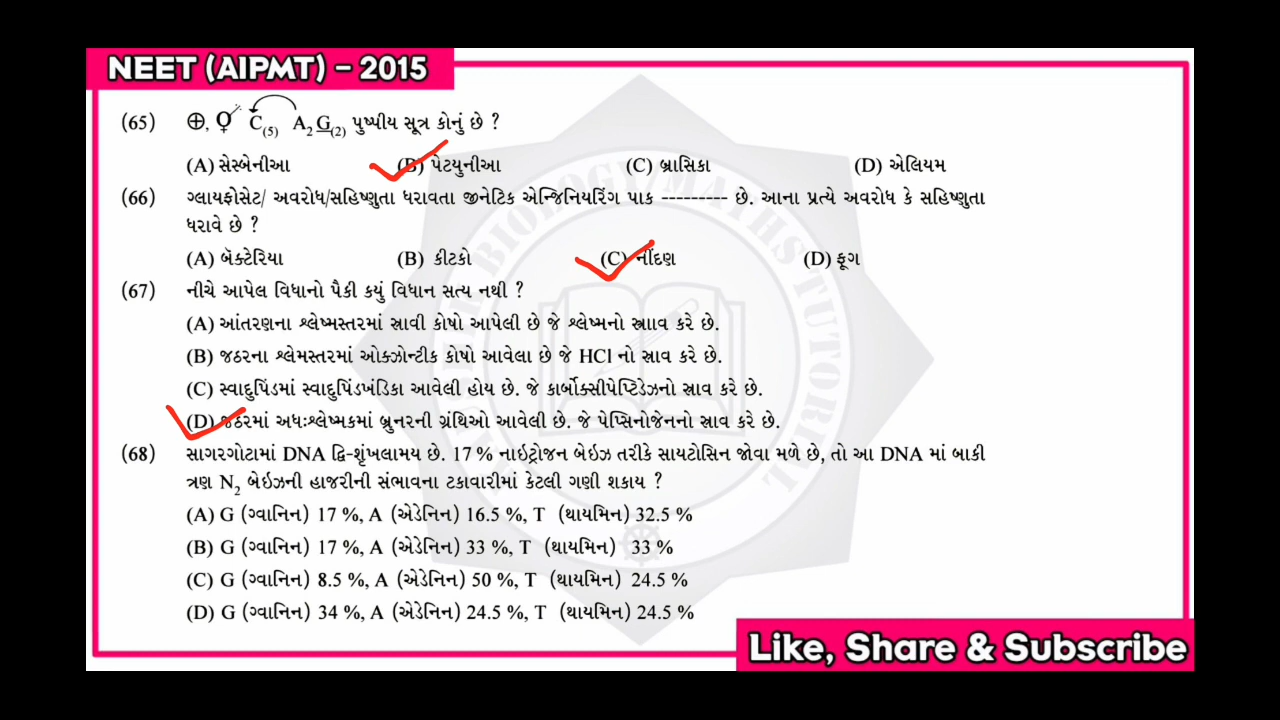 NEET (AIPMT) – 2015
(65) ⊕, ⚥ C(5) A2 G(2) પુષ્પીય સૂત્ર કોનું છે ?
(A) સેસ્બેનીઆ (B) પેટયુનીઆ (C) બ્રાસિકા (D) એલિયમ
(66) ગ્લાયફોસેટ/ અવરોધ/સહિષ્ણુતા ધરાવતા જીનેટિક એન્જિનિયરિંગ પાક --------- છે. આના પ્રત્યે અવરોધ કે સહિષ્ણુતા
ધરાવે છે ?
(A) બૅક્ટેરિયા (B) કીટકો (C) નીંદણ (D) ફૂગ
(67) નીચે આપેલ વિધાનો પૈકી કયું વિધાન સત્ય નથી ?
(A) આંતરણના શ્લેષ્મસ્તરમાં સ્રાવી કોષો આપેલી છે જે શ્લેષ્મનો સ્ત્રાાવ કરે છે.
(B) જઠરના શ્લેમસ્તરમાં ઓક્ઝોન્ટીક કોષો આવેલા છે જે HCl નો સ્રાવ કરે છે.
(C) સ્વાદુપિંડમાં સ્વાદુપિંડખંડિકા આવેલી હોય છે. જે કાર્બોક્સીપેપ્ટિડેઝનો સ્રાવ કરે છે.
(D) જઠરમાં અધઃશ્લેષ્મકમાં બ્રુનરની ગ્રંથિઓ આવેલી છે. જે પેપ્સિનોજેનનો સ્રાવ કરે છે.
(68) સાગરગોટામાં DNA દ્વિ-શૃંખલામય છે. 17 % નાઇટ્રોજન બેઇઝ તરીકે સાયટોસિન જોવા મળે છે, તો આ DNA માં બાકી
ત્રણ N2 બેઇઝની હાજરીની સંભાવના ટકાવારીમાં કેટલી ગણી શકાય ?
(A) G (ગ્વાનિન) 17 %, A (એડેનિન) 16.5 %, T (થાયમિન) 32.5 %
(B) G (ગ્વાનિન) 17 %, A (એડેનિન) 33 %, T (થાયમિન) 33 %
(C) G (ગ્વાનિન) 8.5 %, A (એડેનિન) 50 %, T (થાયમિન) 24.5 %
(D) G (ગ્વાનિન) 34 %, A (એડેનિન) 24.5 %, T (થાયમિન) 24.5 %
BIOLOGY MATHS TUTORIAL
Like, Share & Subscribe